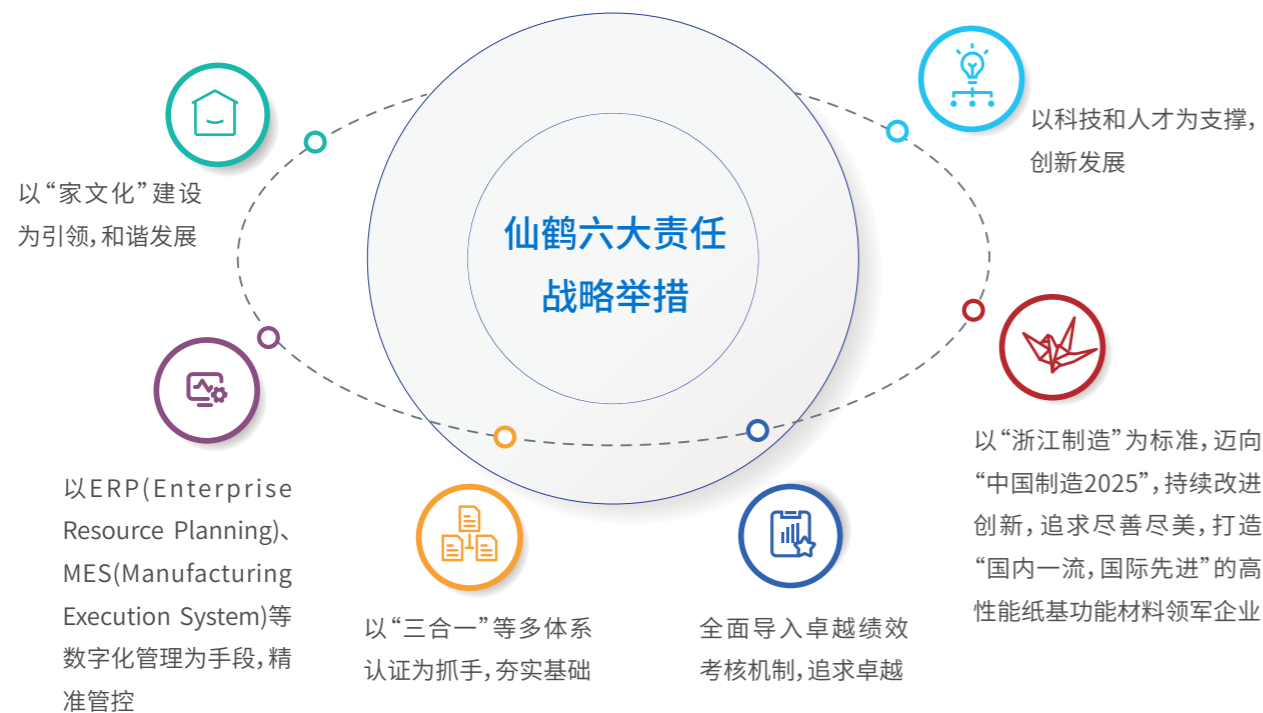 仙鹤六大责任
战略举措
以“家文化”建设
为引领，和谐发展
以科技和人才为支撑，
创新发展
以“浙江制造”为标准，迈向
“中国制造2025”，持续改进
创新，追求尽善尽美，打造
“国内一流，国际先进”的高
性能纸基功能材料领军企业
以ERP(Enterprise
Resource Planning)、
MES(Manufacturing
Execution System)等
数字化管理为手段，精
准管控
以“三合一”等多体系
认证为抓手，夯实基础
全面导入卓越绩效
考核机制，追求卓越